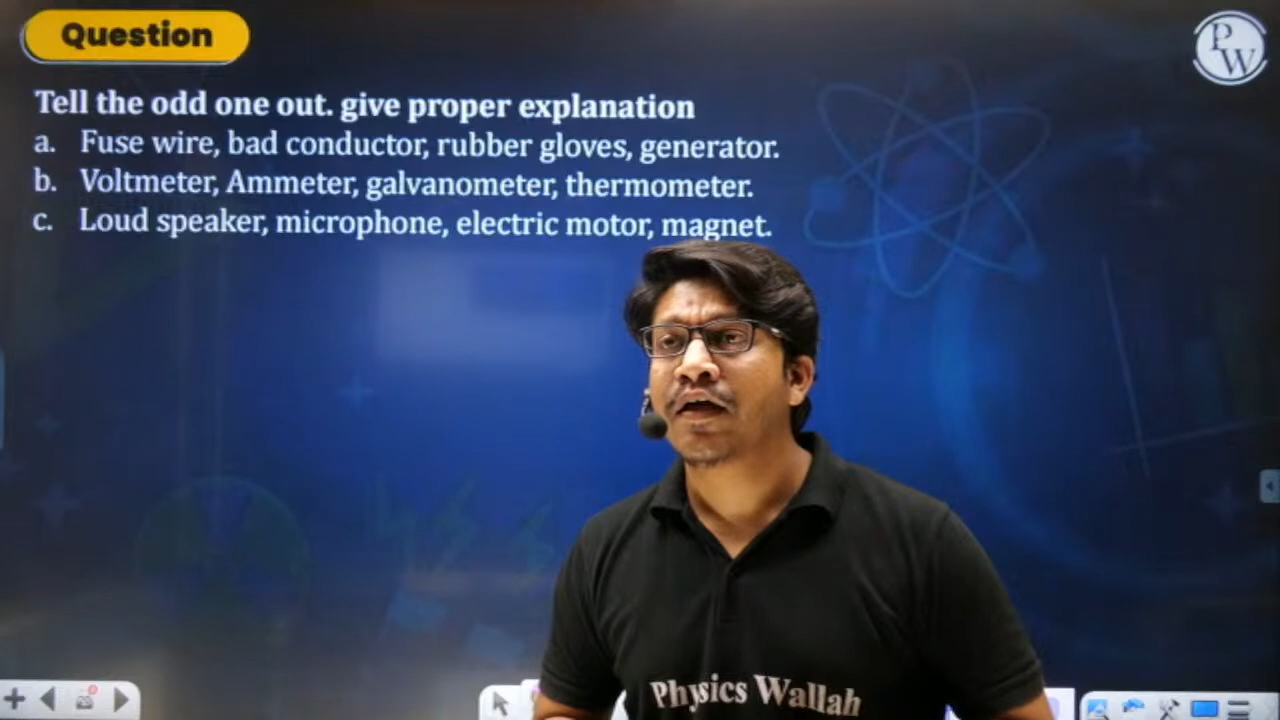 Question
PW
Tell the odd one out. give proper explanation
a. Fuse wire, bad conductor, rubber gloves, generator.
b. Voltmeter, Ammeter, galvanometer, thermometer.
c. Loud speaker, microphone, electric motor, magnet.
Physics Wallah